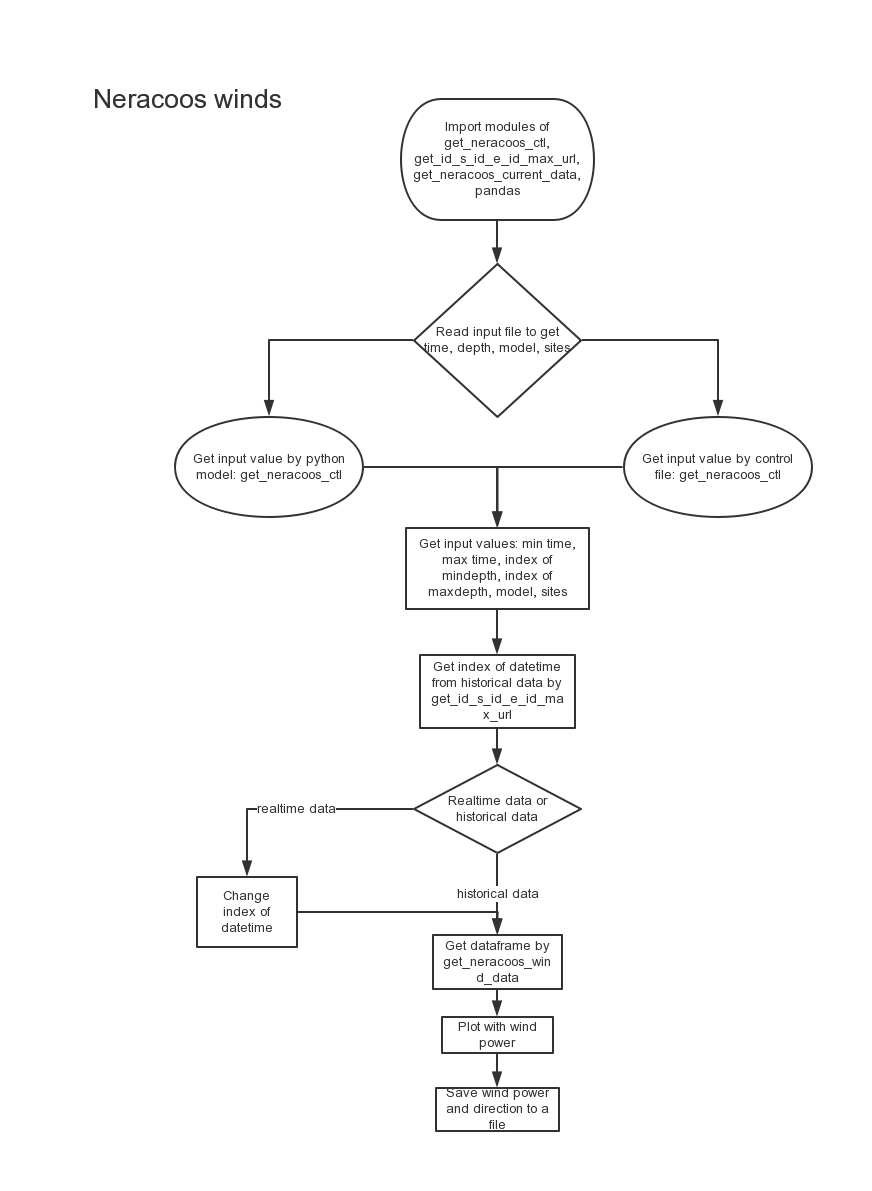 Neracoos winds
Import modules of
get_neracoos_ctl,
get_id_s_id_e_id_max_url,
get_neracoos_current_data,
pandas
Read input file to get
time, depth, model, sites
Get input value by python
model: get_neracoos_ctl
Get input value by control
file: get_neracoos_ctl
Get input values: min time,
max time, index of
mindepth, index of
maxdepth, model, sites
Get index of datetime
from historical data by
get_id_s_id_e_id_ma
x_url
Realtime data or
historical data
realtime data
historical data
Change
index of
datetime
Get dataframe by
get_neracoos_win
d_data
Plot with wind
power
Save wind power
and direction to a
file